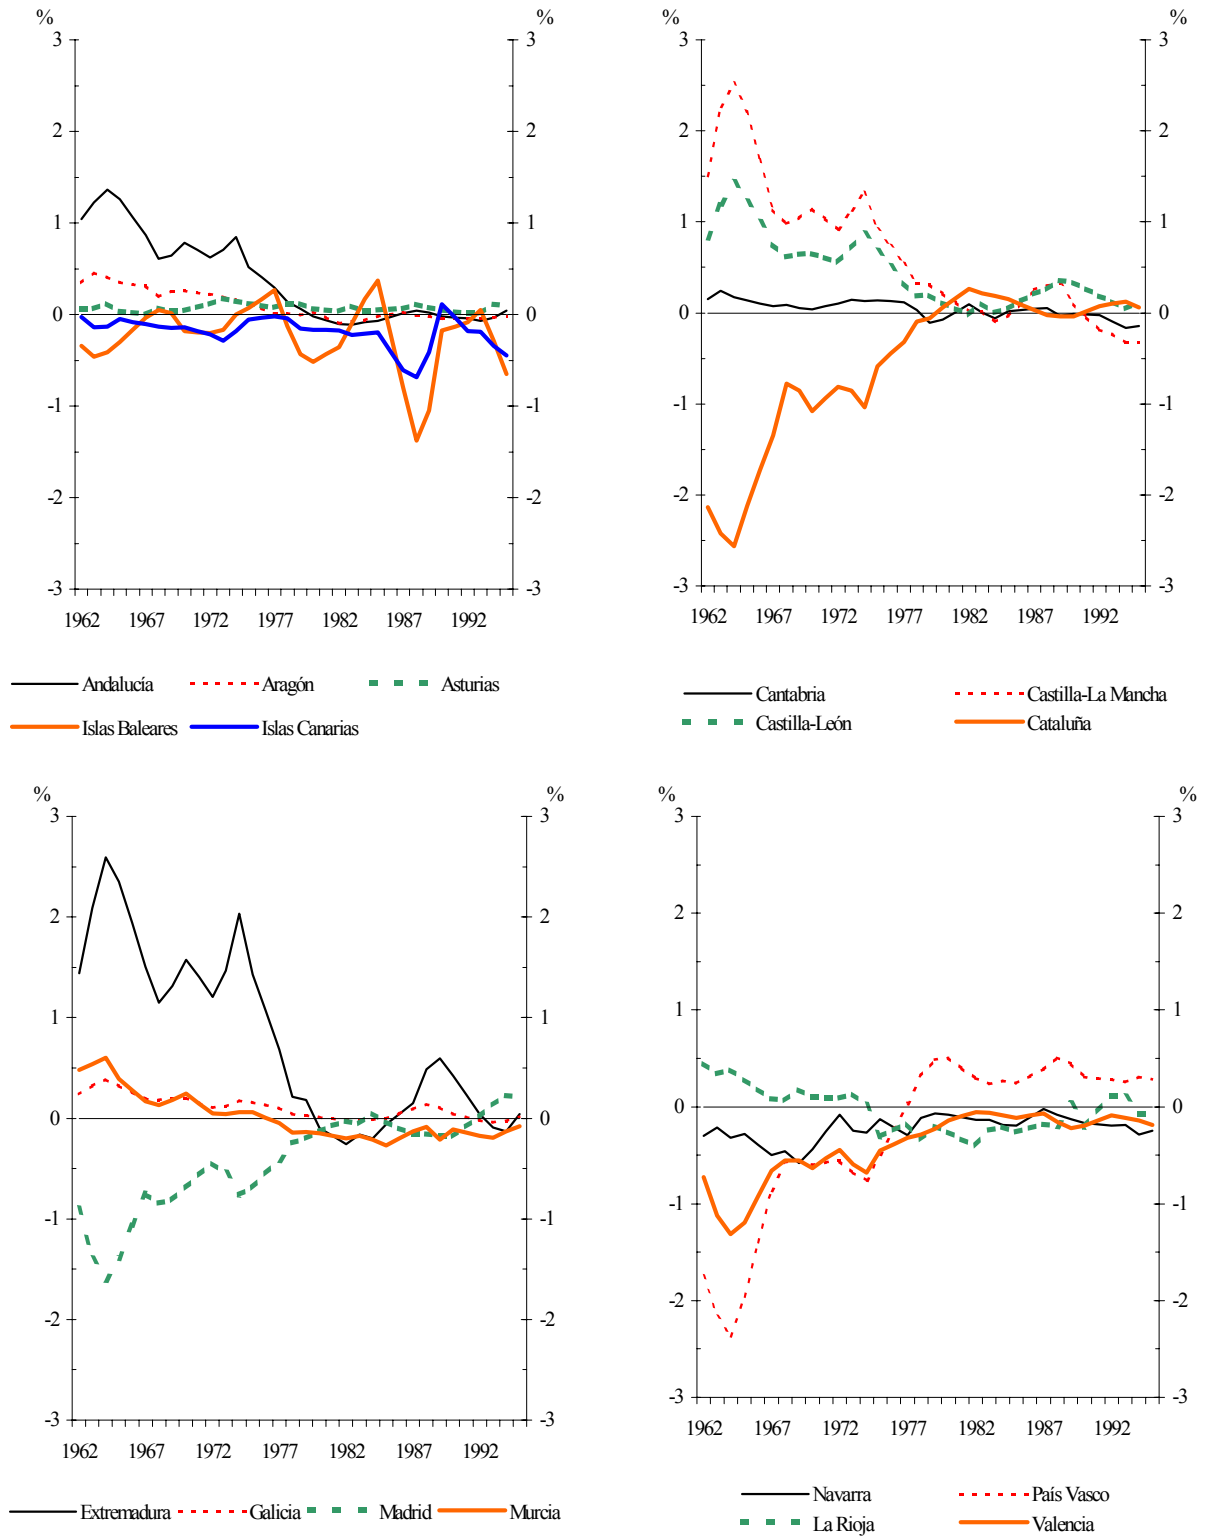 % % % %
3 3 3 3
2 2 2 2
1 1 1 1
0 0 0 0
-1 -1 -1 -1
-2 -2 -2 -2
-3 -3 -3 -3
1962 1967 1972 1977 1982 1987 1992
1962 1967 1972 1977 1982 1987 1992
Andalucía Aragón Asturias
Islas Baleares Islas Canarias
Cantabria Castilla-La Mancha
Castilla-León Cataluña
% % % %
3 3 3 3
2 2 2 2
1 1 1 1
0 0 0 0
-1 -1 -1 -1
-2 -2 -2 -2
-3 -3 -3 -3
1962 1967 1972 1977 1982 1987 1992
1962 1967 1972 1977 1982 1987 1992
Extremadura Galicia Madrid Murcia
Navarra País Vasco
La Rioja Valencia